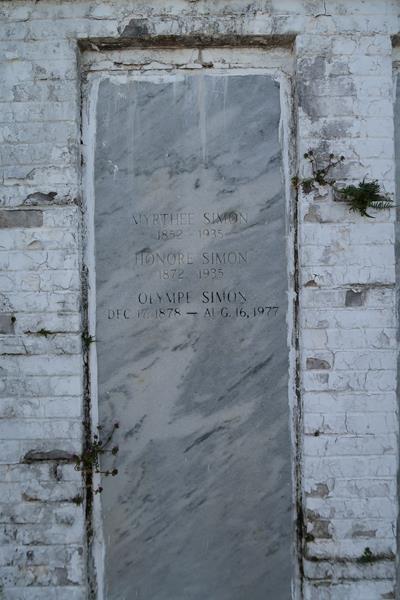 MYRTHEE SIMON
1852 - 1935
HONORE SIMON
1872 1935
OLYMPE SIMON
DEC 17, 1878 — AUG. 16, 1977